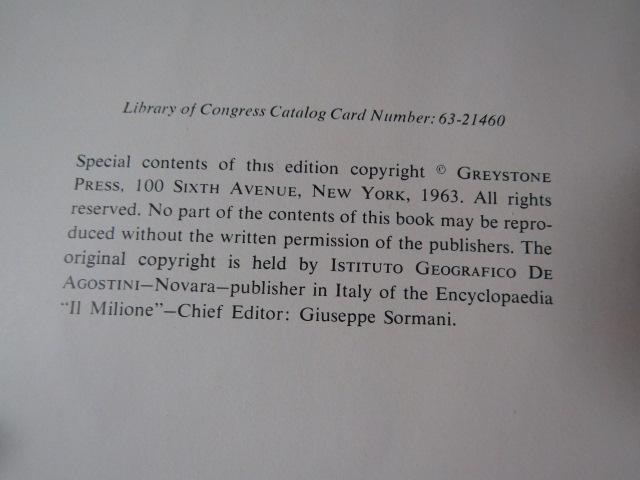 Library of Congress Catalog Card Number: 63-21460
Special contents of this edition copyright © GREYSTONE
PRESS, 100 SIXTH AVENUE, NEW YORK, 1963. All rights
reserved. No part of the contents of this book may be repro-
duced without the written permission of the publishers. The
original copyright is held by ISTITUTO GEOGRAFICO DE
AGOSTINI—Novara—publisher in Italy of the Encyclopaedia
"Il Milione"—Chief Editor: Giuseppe Sormani.